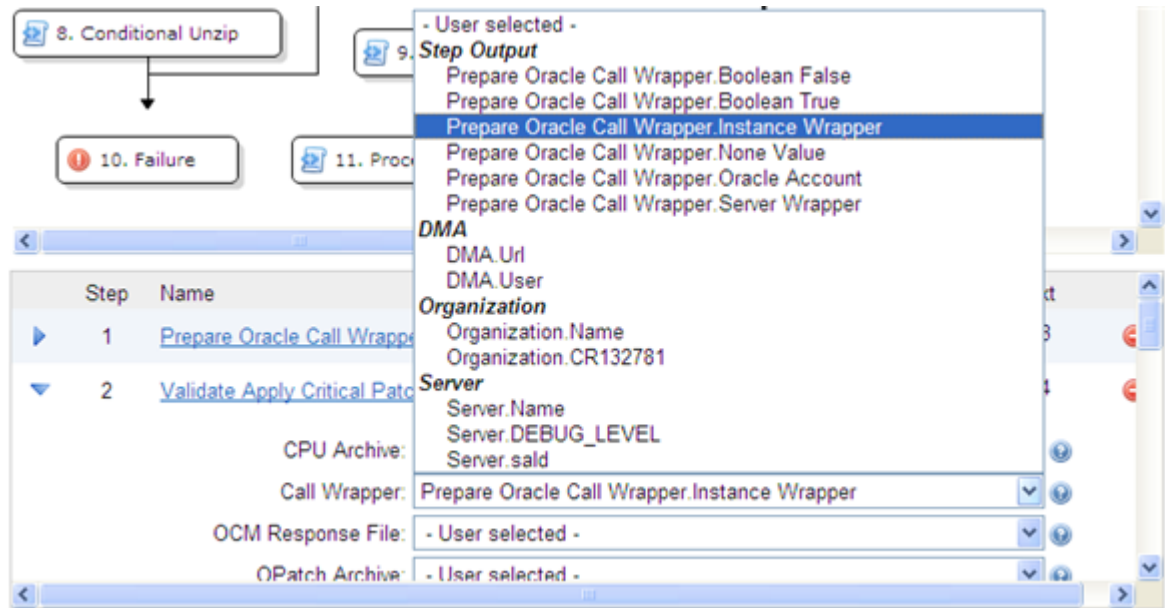 8. Conditional Unzip
9.
10. Failure
11. Proc
- User selected -
Step Output
Prepare Oracle Call Wrapper.Boolean False
Prepare Oracle Call Wrapper.Boolean True
Prepare Oracle Call Wrapper.Instance Wrapper
Prepare Oracle Call Wrapper.None Value
Prepare Oracle Call Wrapper.Oracle Account
Prepare Oracle Call Wrapper.Server Wrapper
DMA
DMA.Url
DMA.User
Organization
Organization.Name
Organization.CR132781
Server
Server.Name
Server.DEBUG_LEVEL
Server.saId
Step Name xt
1 Prepare Oracle Call Wrappe 3
2 Validate Apply Critical Patc 4
CPU Archive:
Call Wrapper: Prepare Oracle Call Wrapper.Instance Wrapper
OCM Response File: - User selected -
OPatch Archive: - User selected -